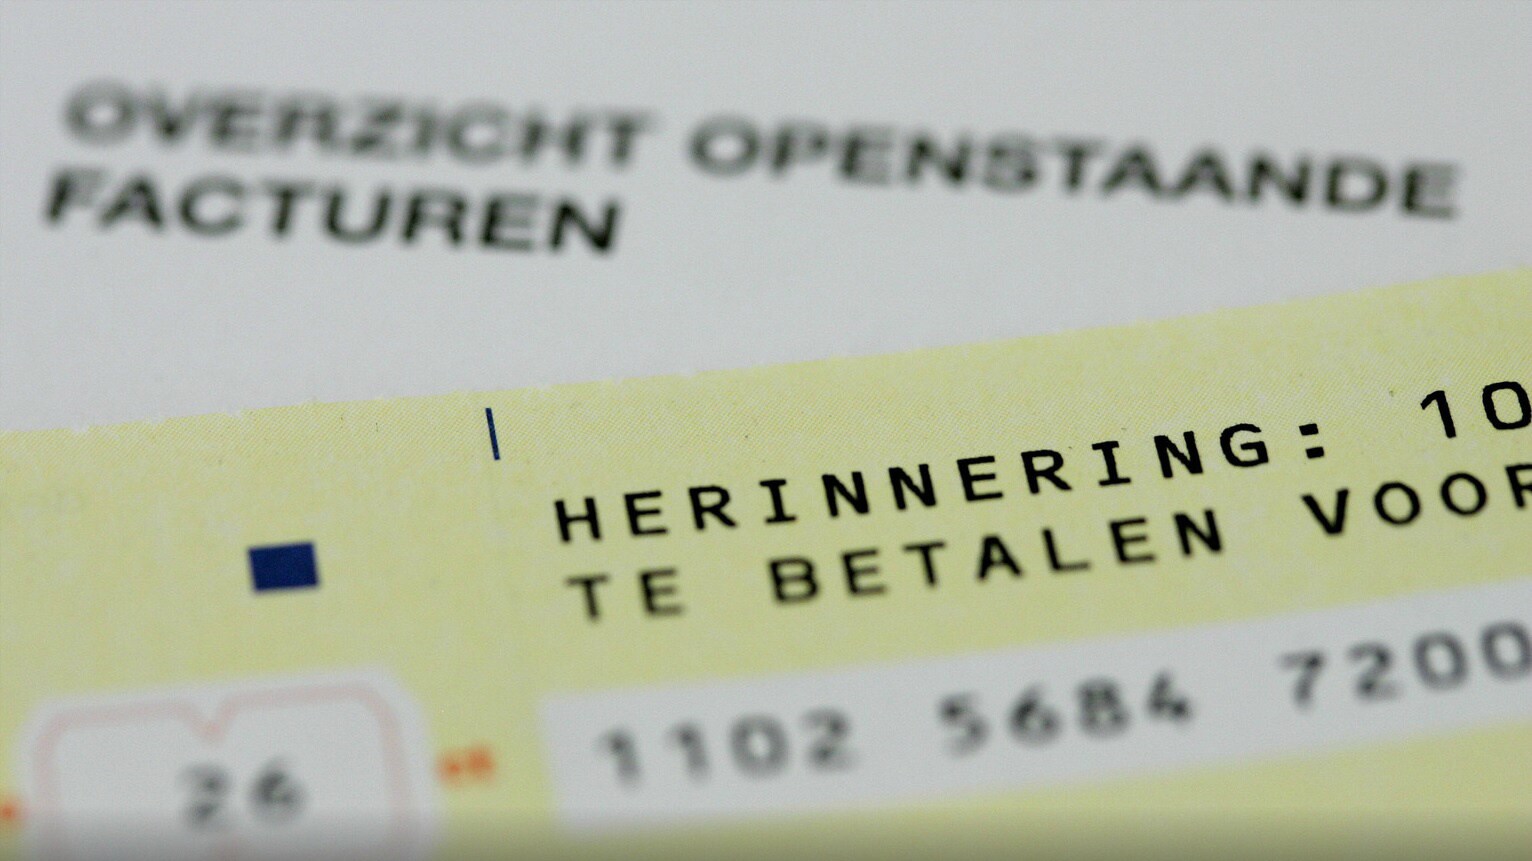 OVERZICHT OPENSTAANDE
FACTUREN
HERINNERING: 10
TE BETALEN VOOR
1102 5684 7200
26